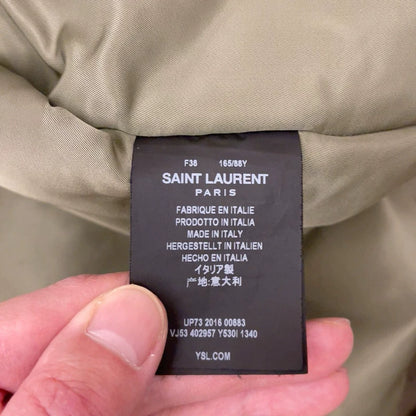 F38 165/88Y
SAINT LAURENT
PARIS
FABRIQUE EN ITALIE
PRODOTTO IN ITALIA
MADE IN ITALY
HERGESTELLT IN ITALIEN
HECHO EN ITALIA
イタリア製
地:意大利
UP73 2016 00883
VJ53 402957 Y530I 1340
YSL.COM